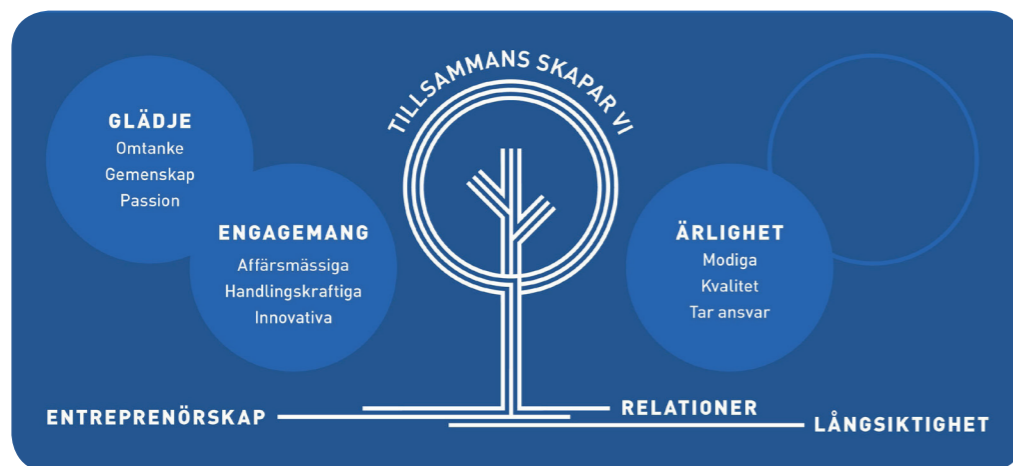 TILLSAMMANS SKAPAR VI
GLÄDJE
Omtanke
Gemenskap
Passion
ENGAGEMANG
Affärsmässiga
Handlingskraftiga
Innovativa
ÄRLIGHET
Modiga
Kvalitet
Tar ansvar
ENTREPRENÖRSKAP
RELATIONER
LÅNGSIKTIGHET